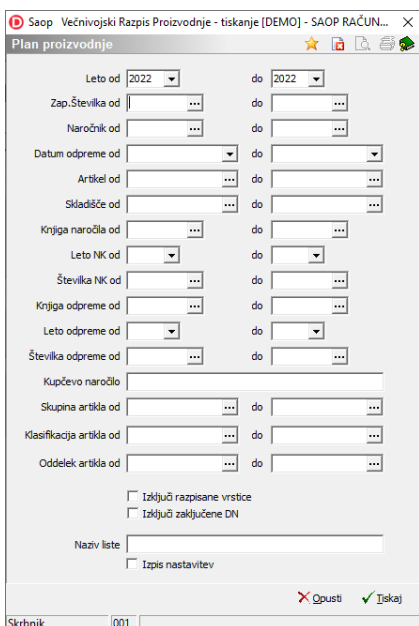 Saop Večnivojski Razpis Proizvodnje - tiskanje [DEMO] - SAOP RAČUN...
Plan proizvodnje
Leto od 2022 do 2022
Zap.Številka od do
Naročnik od do
Datum odpreme od do
Artikel od do
Skladišče od do
Knjiga naročila od do
Leto NK od do
Številka NK od do
Knjiga odpreme od do
Leto odpreme od do
Številka odpreme od do
Kupčevo naročilo
Skupina artikla od do
Klasifikacija artikla od do
Oddelek artikla od do
Izključi razpisane vrstice
Izključi zaključene DN
Naziv liste
Izpis nastavitev
Opusti Tiskaj
Skrbnik 001